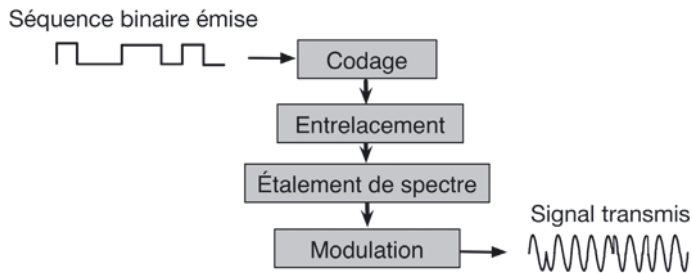 Séquence binaire émise
Codage
Entrelacement
Étalement de spectre
Signal transmis
Modulation